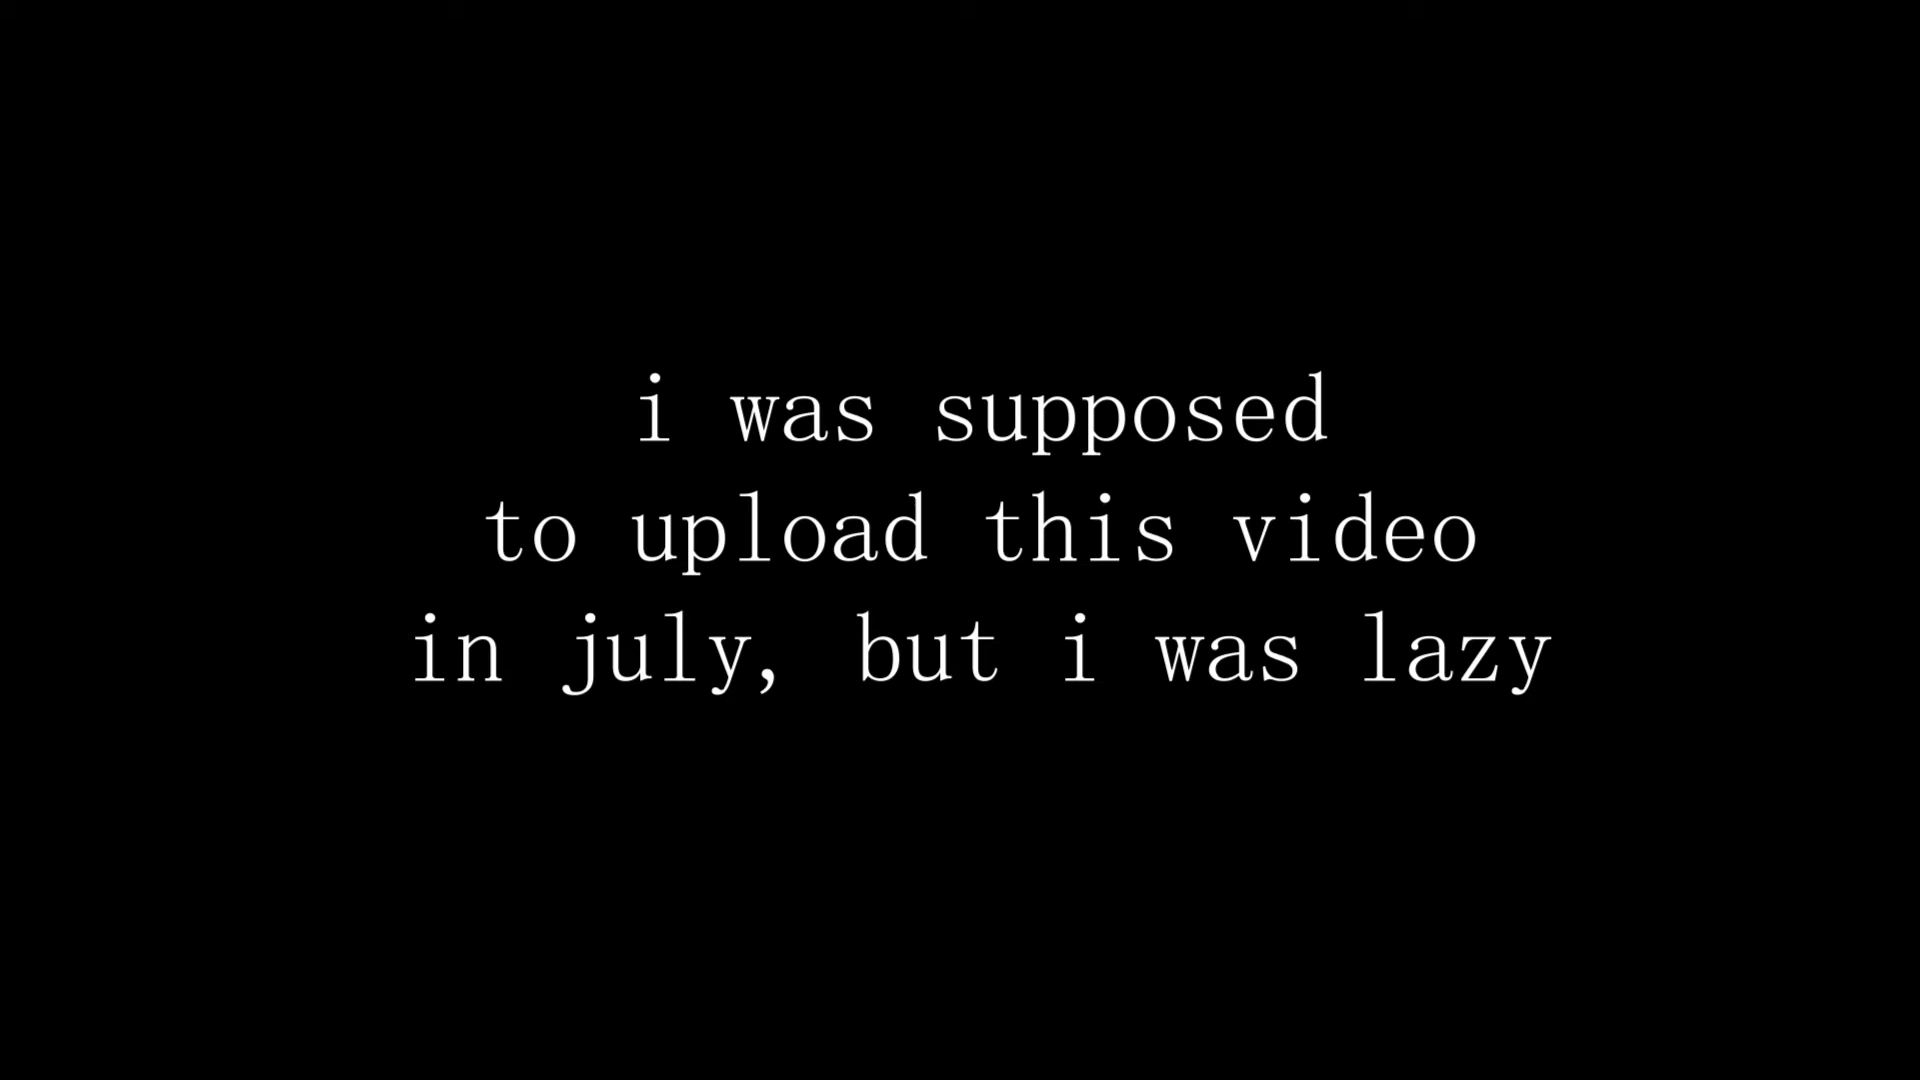 i was supposed
to upload this video
in july, but i was lazy